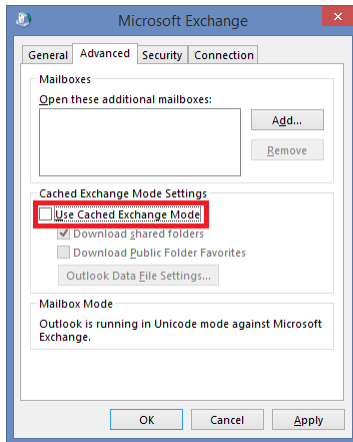 Microsoft Exchange
General Advanced Security Connection
Mailboxes
Open these additional mailboxes:
Add...
Remove
Cached Exchange Mode Settings
Use Cached Exchange Mode
Download shared folders
Download Public Folder Favorites
Outlook Data File Settings...
Mailbox Mode
Outlook is running in Unicode mode against Microsoft
Exchange.
OK Cancel Apply